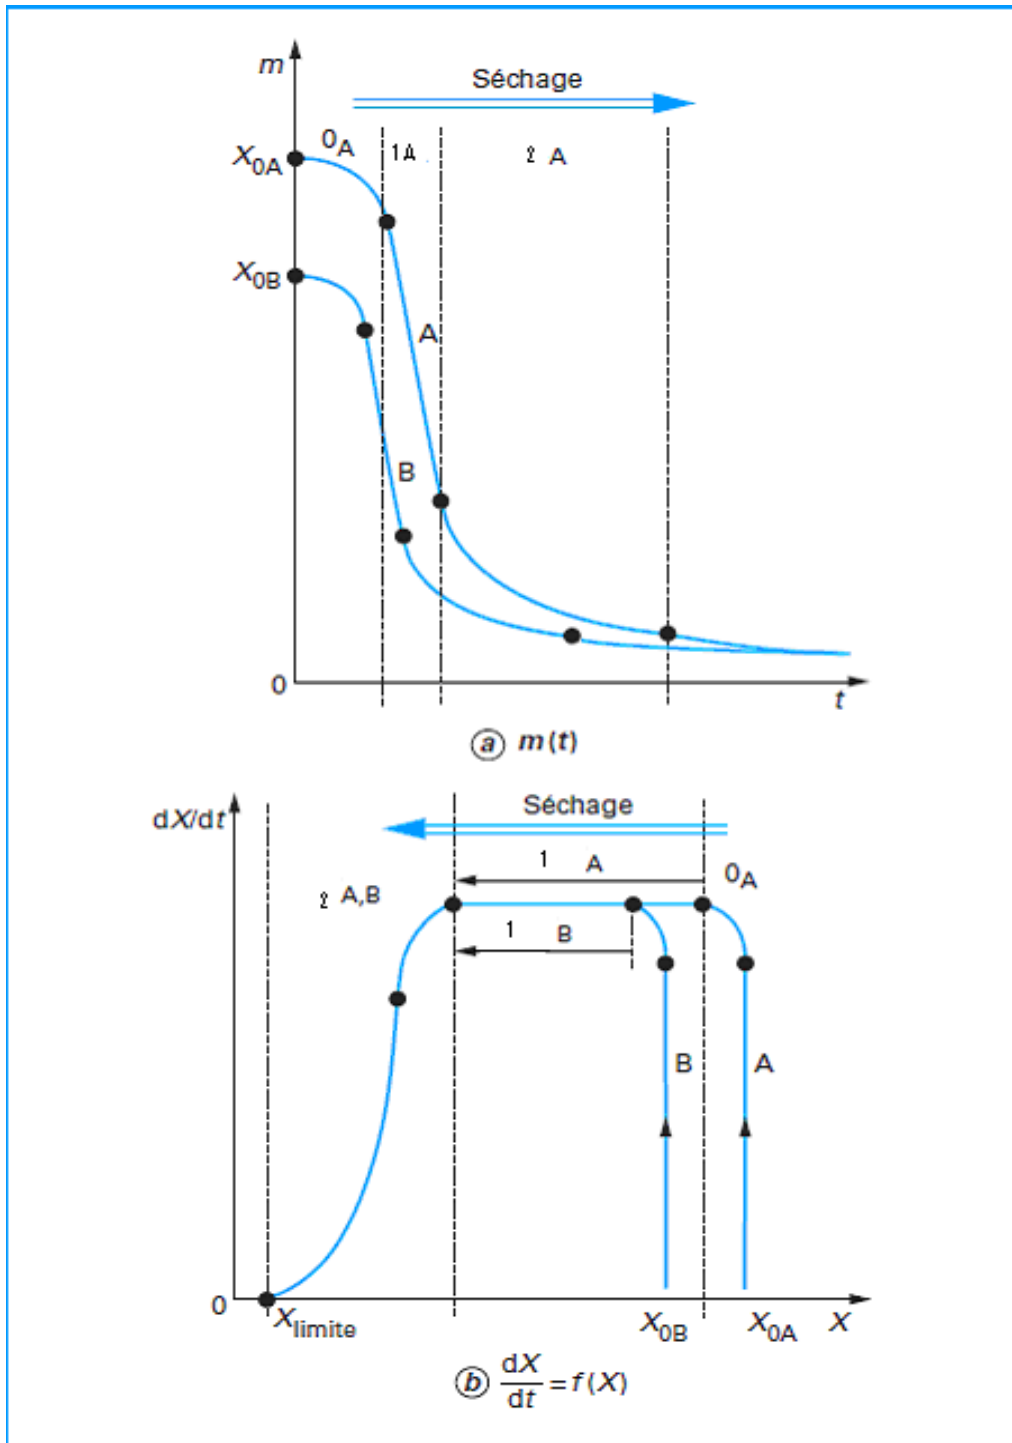 m
Séchage
0A
1A
2 A
X0A
X0B
A
B
0
t
a m(t)
dX/dt
Séchage
1 A
0A
2 A,B
1 B
B
A
0
Xlimite
X0B
X0A
X
b dX/dt = f(X)